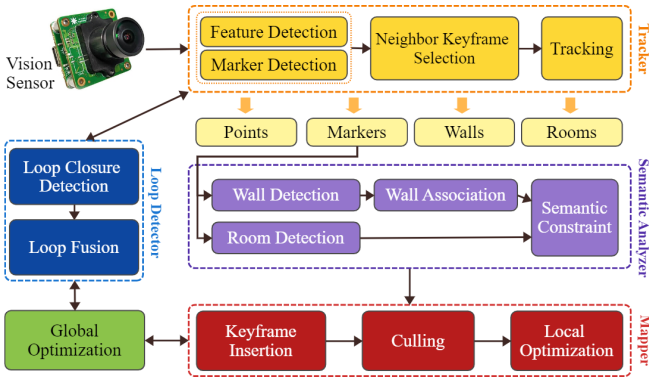 Vision
Sensor
Feature Detection
Marker Detection
Neighbor Keyframe
Selection
Tracking
Tracker
Points
Markers
Walls
Rooms
Loop Closure
Detection
Loop Fusion
Loop Detector
Wall Detection
Wall Association
Room Detection
Semantic
Constraint
Semantic Analyzer
Global
Optimization
Keyframe
Insertion
Culling
Local
Optimization
Mapper